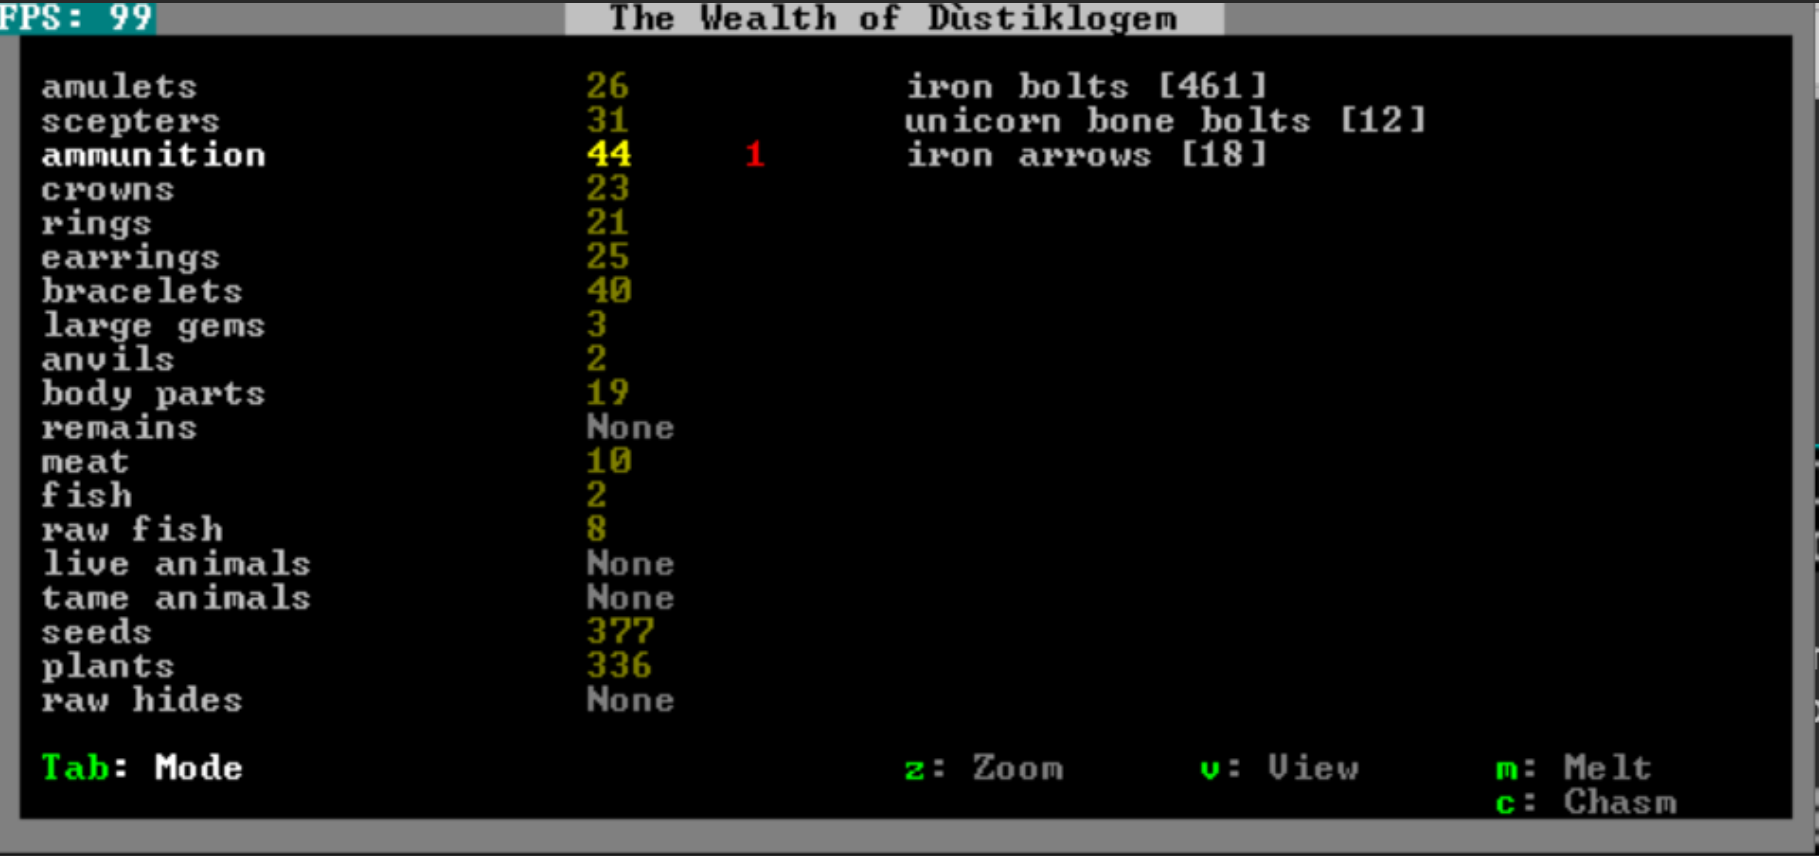 FPS: 99 The Wealth of Dùstiklogem
amulets 26 iron bolts [461]
scepters 31 unicorn bone bolts [12]
ammunition 44 1 iron arrows [18]
crowns 23
rings 21
earrings 25
bracelets 40
large gems 3
anvils 2
body parts 19
remains None
meat 10
fish 2
raw fish 8
live animals None
tame animals None
seeds 377
plants 336
raw hides None
Tab: Mode z: Zoom v: View m: Melt
c: Chasm